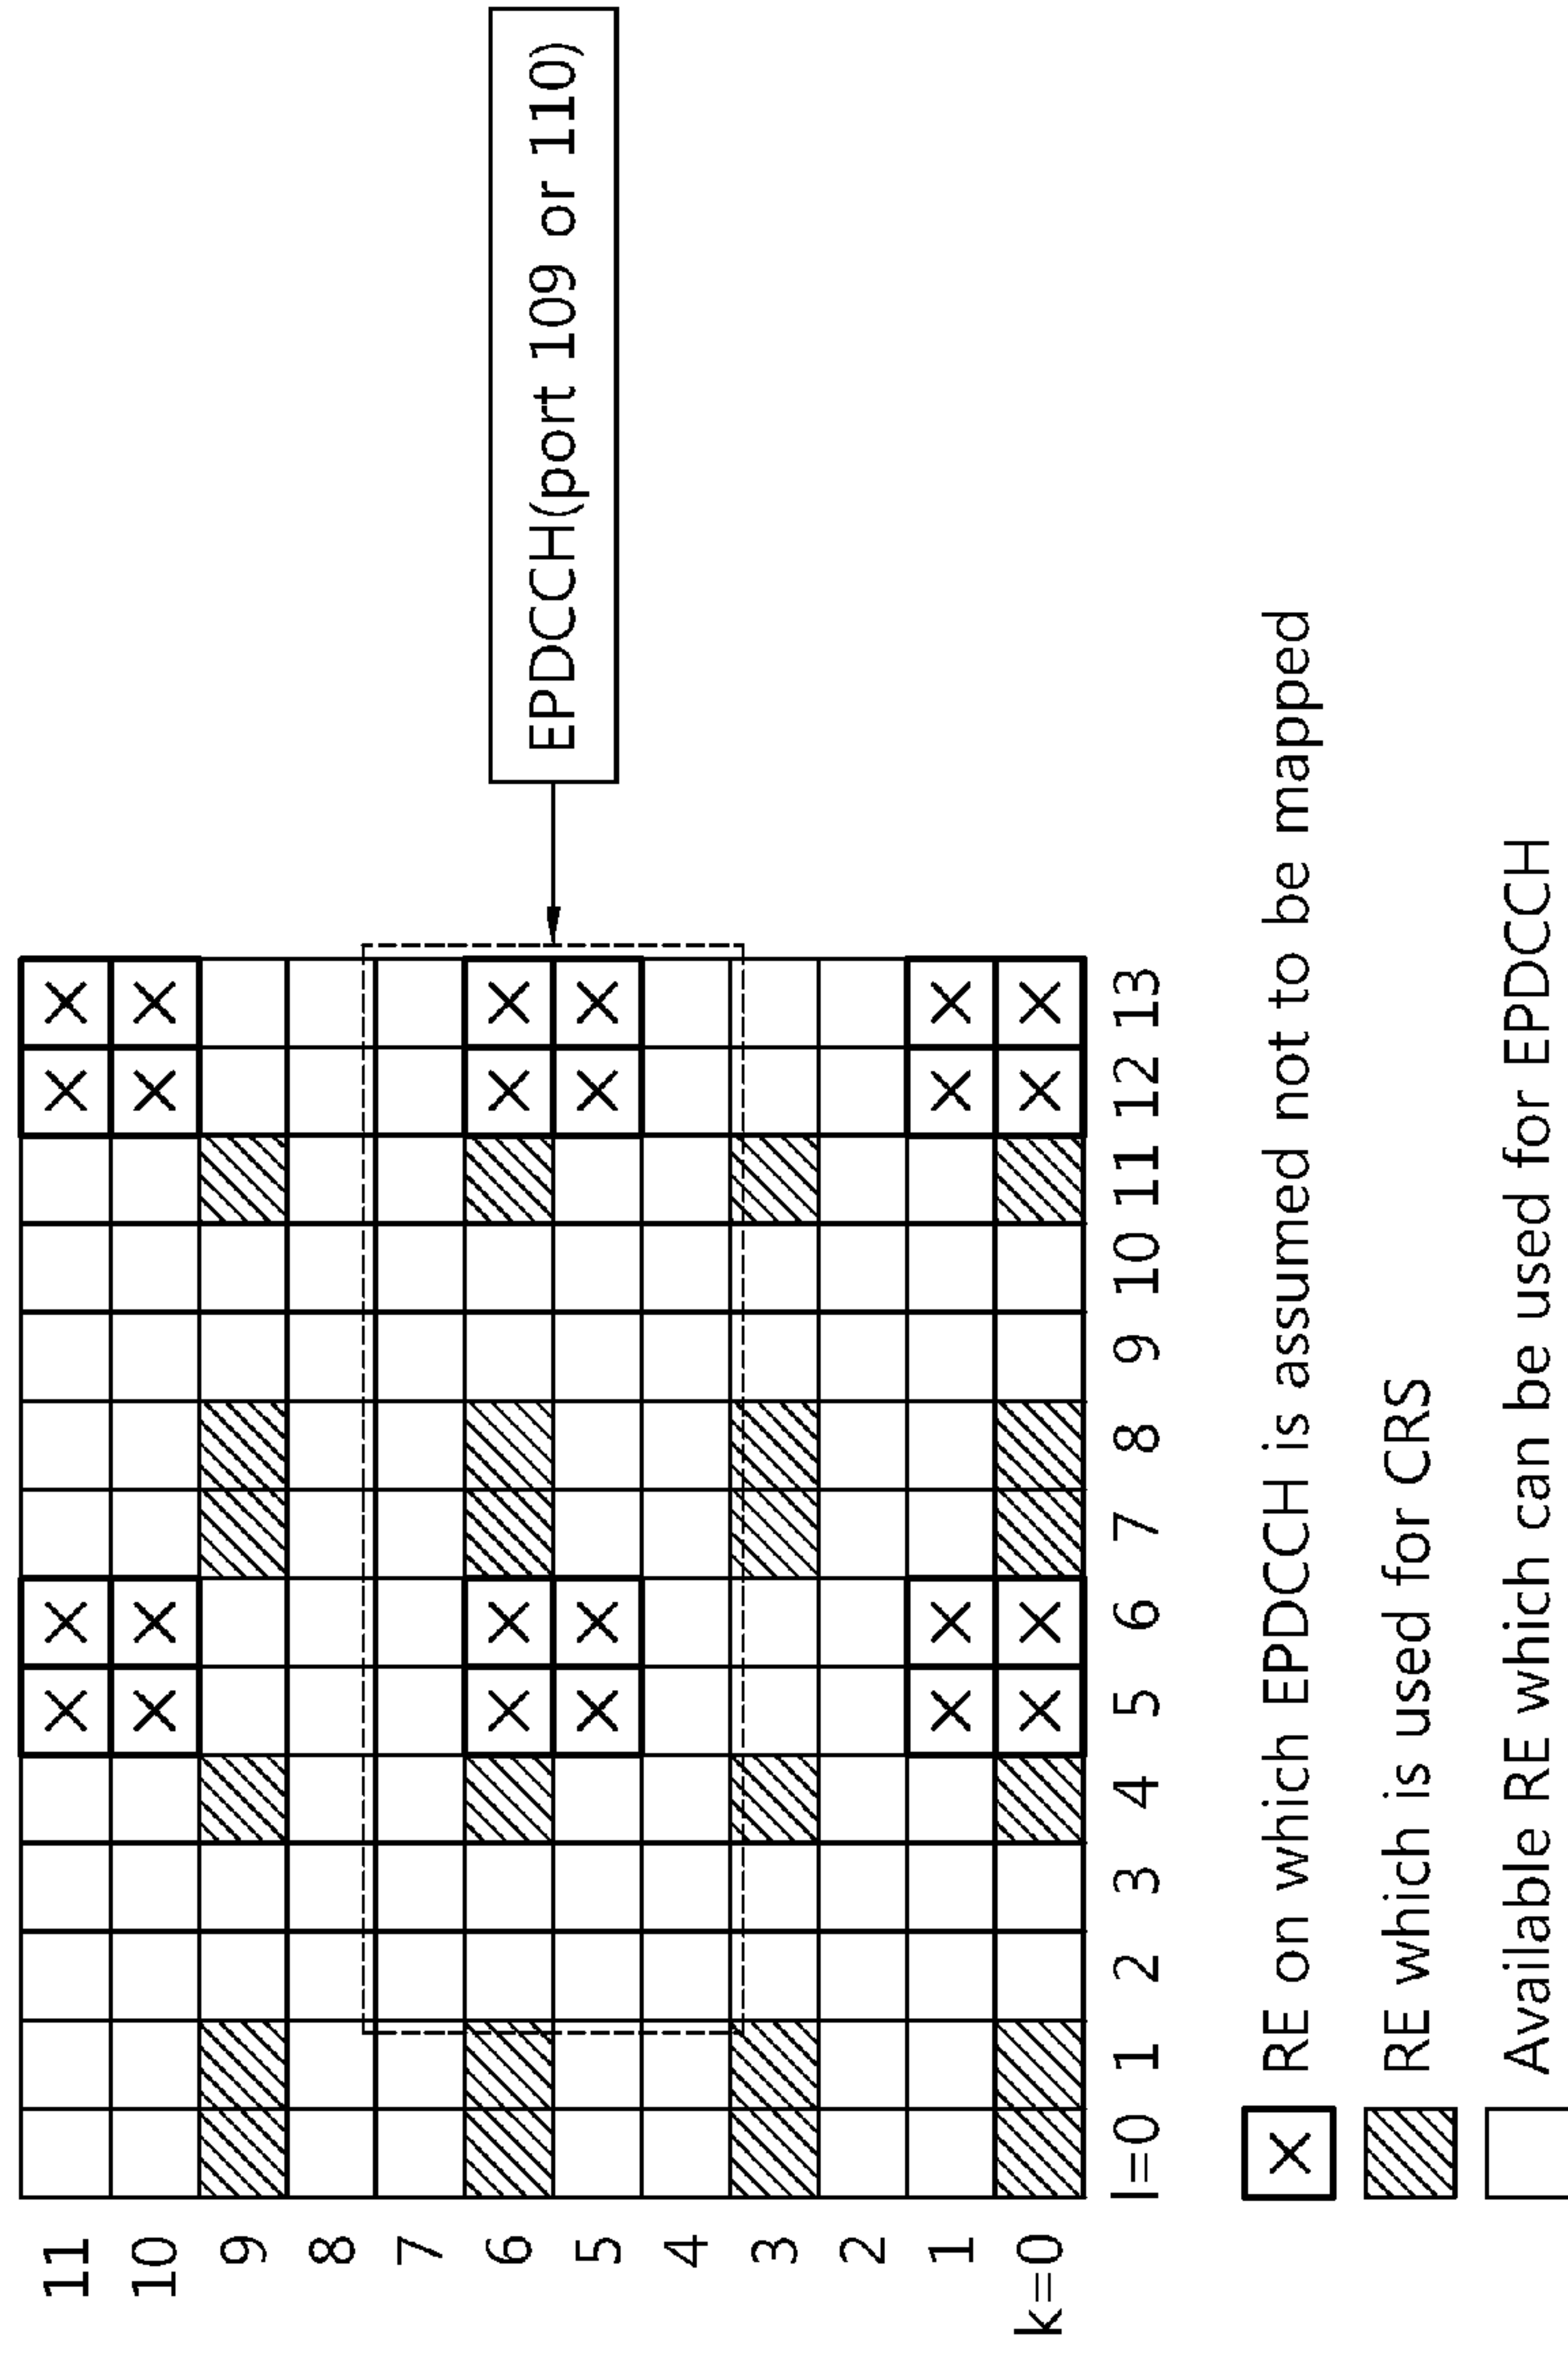 11
10
9
8
7
6
5
4
3
2
1
k=0
l=0 1 2 3 4 5 6 7 8 9 10 11 12 13
EPDCCH(port 109 or 110)
RE on which EPDCCH is assumed not to be mapped
RE which is used for CRS
Available RE which can be used for EPDCCH